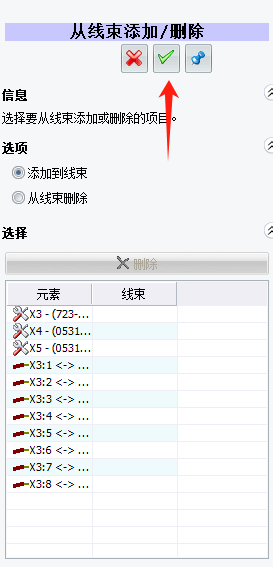 从线束添加/删除
信息
选择要从线束添加或删除的项目。
选项
添加到线束
从线束删除
选择
删除
元素 线束
X3 - (723-...
X4 - (0531...
X5 - (0531...
X3:1 <-> ...
X3:2 <-> ...
X3:3 <-> ...
X3:4 <-> ...
X3:5 <-> ...
X3:6 <-> ...
X3:7 <-> ...
X3:8 <-> ...